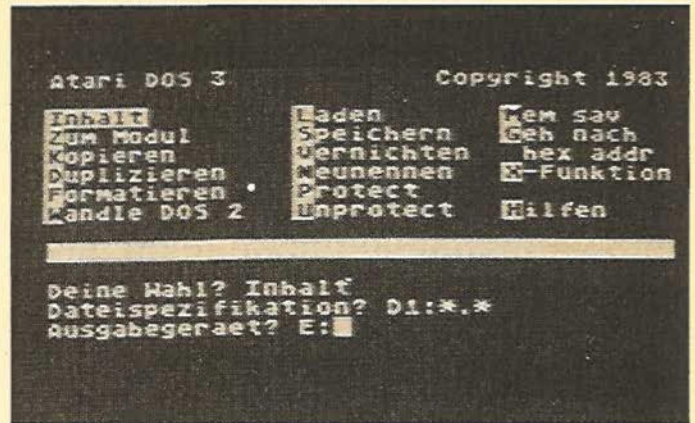 Atari DOS 3 Copyright 1983
Inhalt Laden Mem sav
Zum Modul Speichern Geh nach
Kopieren Vernichten hex addr
Duplizieren Neunennen X-Funktion
Formatieren Protect
Wandle DOS 2 Unprotect Hilfen
Deine Wahl? Inhalt
Dateispezifikation? D1:*.*
Ausgabegeraet? E: